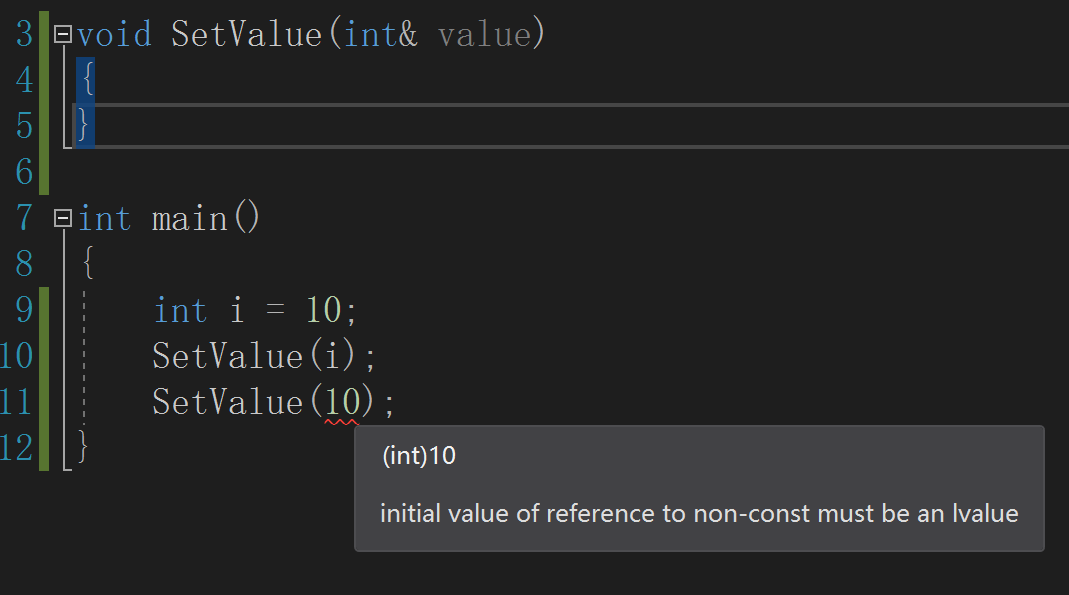 3 void SetValue(int& value)
4 {
5 }
6
7 int main()
8 {
9 int i = 10;
10 SetValue(i);
11 SetValue(10);
12 }
(int)10
initial value of reference to non-const must be an lvalue